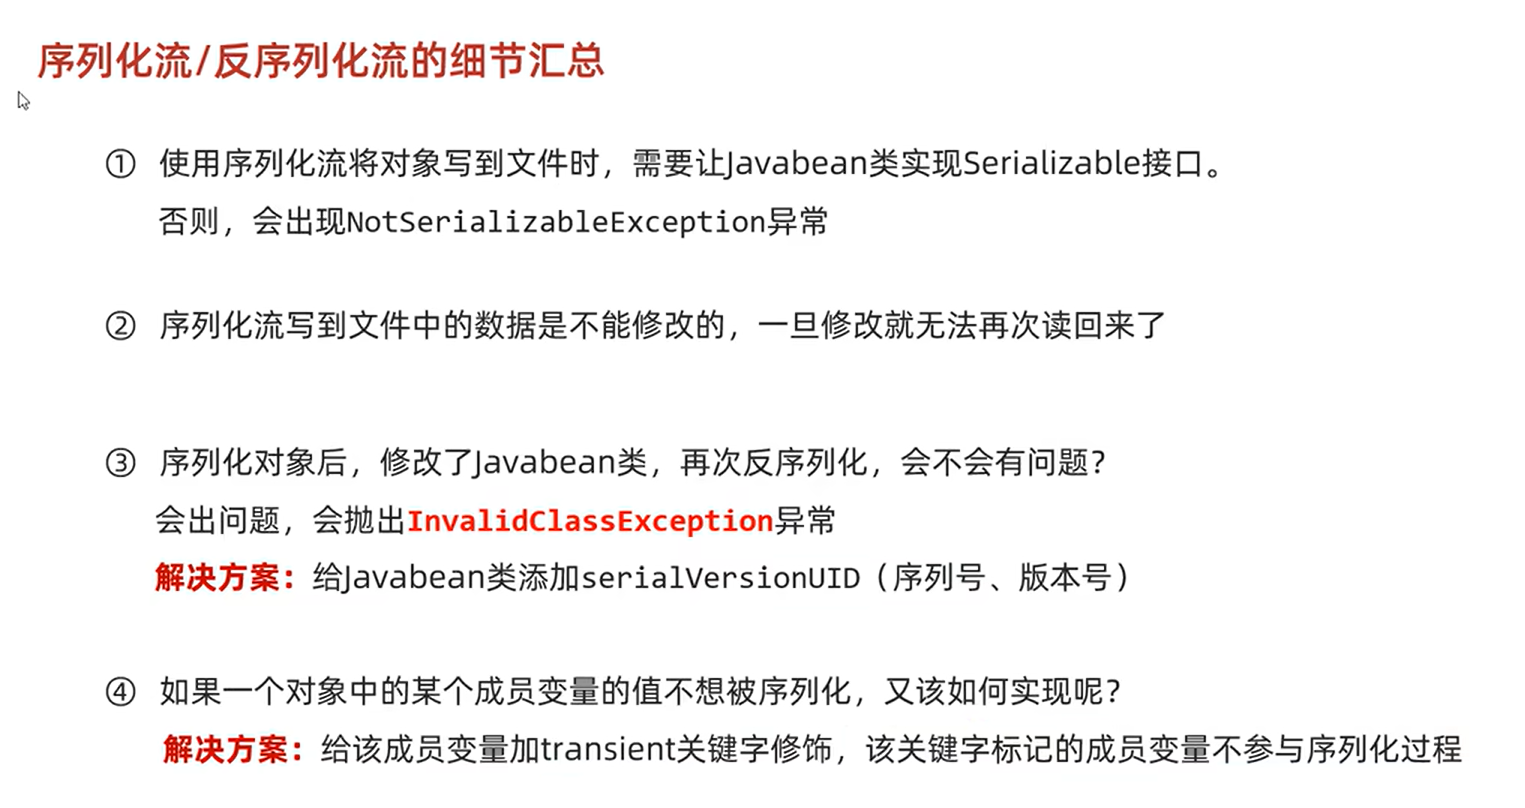 序列化流/反序列化流的细节汇总
① 使用序列化流将对象写到文件时，需要让Javabean类实现Serializable接口。
否则，会出现NotSerializableException异常
② 序列化流写到文件中的数据是不能修改的，一旦修改就无法再次读回来了
③ 序列化对象后，修改了Javabean类，再次反序列化，会不会有问题？
会出问题，会抛出InvalidClassException异常
解决方案：给Javabean类添加serialVersionUID（序列号、版本号）
④ 如果一个对象中的某个成员变量的值不想被序列化，又该如何实现呢？
解决方案：给该成员变量加transient关键字修饰，该关键字标记的成员变量不参与序列化过程